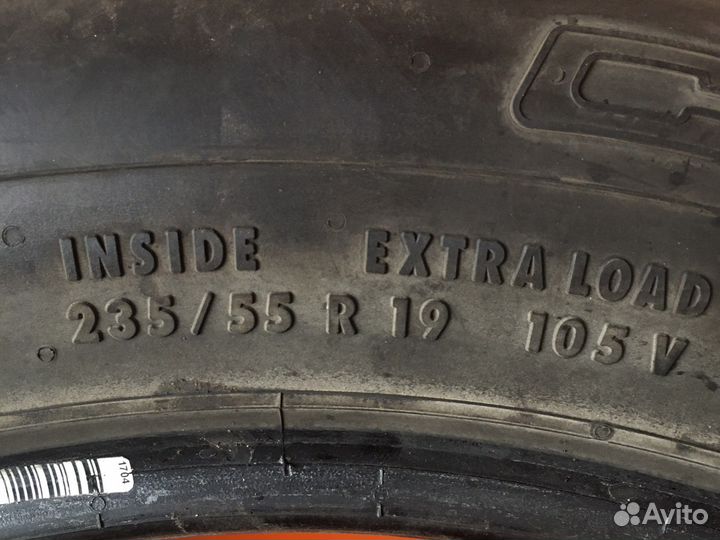 INSIDE EXTRA LOAD
235/55 R 19 105 V
1704
Avito